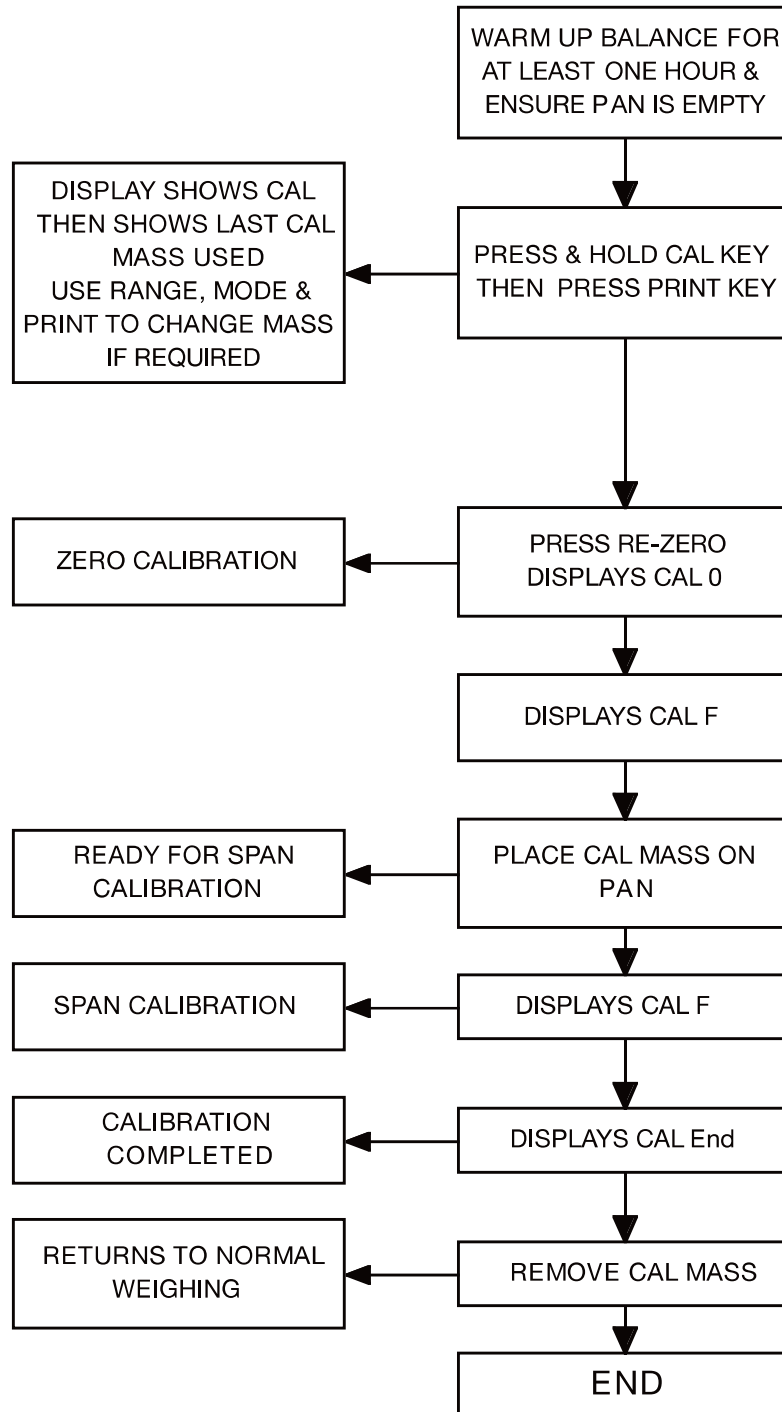 WARM UP BALANCE FOR
AT LEAST ONE HOUR &
ENSURE PAN IS EMPTY
DISPLAY SHOWS CAL
THEN SHOWS LAST CAL
MASS USED
USE RANGE, MODE &
PRINT TO CHANGE MASS
IF REQUIRED
PRESS & HOLD CAL KEY
THEN PRESS PRINT KEY
ZERO CALIBRATION
PRESS RE-ZERO
DISPLAYS CAL 0
DISPLAYS CAL F
READY FOR SPAN
CALIBRATION
PLACE CAL MASS ON
PAN
SPAN CALIBRATION
DISPLAYS CAL F
CALIBRATION
COMPLETED
DISPLAYS CAL End
RETURNS TO NORMAL
WEIGHING
REMOVE CAL MASS
END